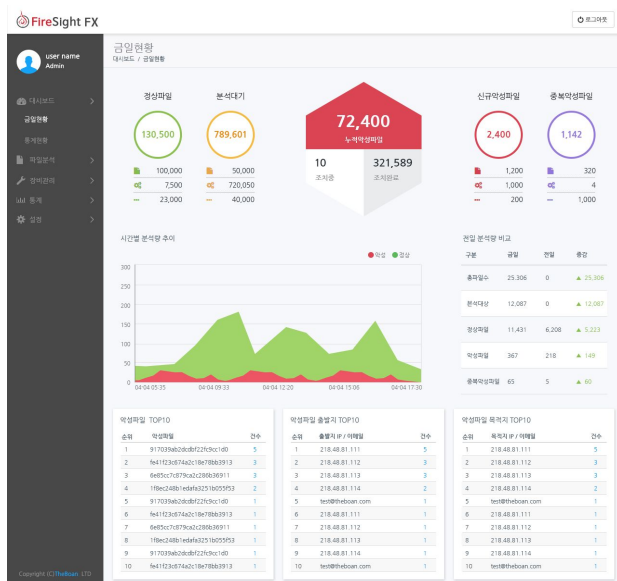 FireSight FX
로그아웃
user name
Admin
대시보드
금일현황
통계현황
파일분석
장비관리
통계
설정
Copyright (C)TheBoan LTD
금일현황
대시보드 / 금일현황
정상파일
130,500
100,000
7,500
23,000
분석대기
789,601
50,000
720,050
40,000
72,400
누적악성파일
10
조치중
321,589
조치완료
신규악성파일
2,400
1,200
1,000
200
중복악성파일
1,142
320
4
1,000
시간별 분석량 추이
악성 정상
300
250
200
150
100
50
0
04-04 05:35 04-04 09:33 04-04 12:20 04-04 15:06 04-04 17:30
전일 분석량 비교
구분 금일 전일 증감
총파일수 25,306 0 ▲ 25,306
분석대상 12,087 0 ▲ 12,087
정상파일 11,431 6,208 ▲ 5,223
악성파일 367 218 ▲ 149
중복악성파일 65 5 ▲ 60
악성파일 TOP10
순위 악성파일 건수
1 917039ab2dcdbf22fc9cc1d0 5
2 fe41f23c674a2c18e78bb3913 3
3 6e85cc7c879ca2c286b36911 3
4 1f8ec248b1edafa3251b055f53 2
5 917039ab2dcdbf22fc9cc1d0 1
6 fe41f23c674a2c18e78bb3913 1
7 6e85cc7c879ca2c286b36911 1
8 1f8ec248b1edafa3251b055f53 1
9 917039ab2dcdbf22fc9cc1d0 1
10 fe41f23c674a2c18e78bb3913 1
악성파일 출발지 TOP10
순위 출발지 IP / 이메일 건수
1 218.48.81.111 5
2 218.48.81.112 3
3 218.48.81.113 3
4 218.48.81.114 2
5 test@theboan.com 1
6 218.48.81.111 1
7 218.48.81.112 1
8 218.48.81.113 1
9 218.48.81.114 1
10 test@theboan.com 1
악성파일 목적지 TOP10
순위 목적지 IP / 이메일 건수
1 218.48.81.111 5
2 218.48.81.112 3
3 218.48.81.113 3
4 218.48.81.114 2
5 test@theboan.com 1
6 218.48.81.111 1
7 218.48.81.112 1
8 218.48.81.113 1
9 218.48.81.114 1
10 test@theboan.com 1